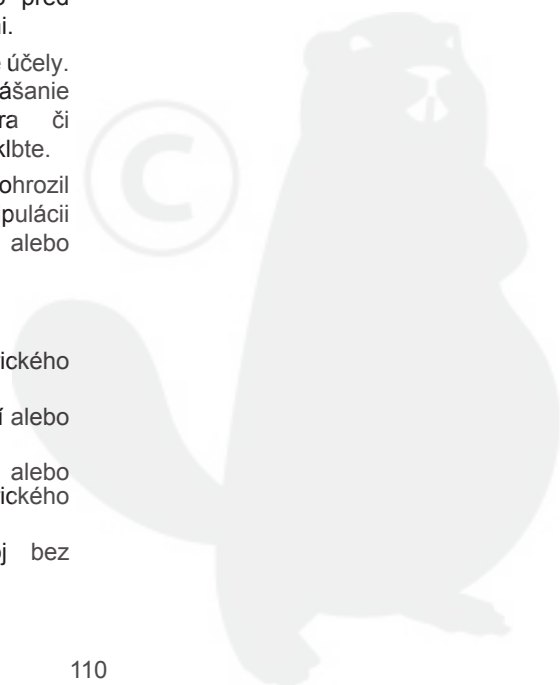 pred
i.
účely.
ášanie
ra či
klbte.
ohrozil
pulácii
alebo
ického
í alebo
alebo
ického
j bez
©
110